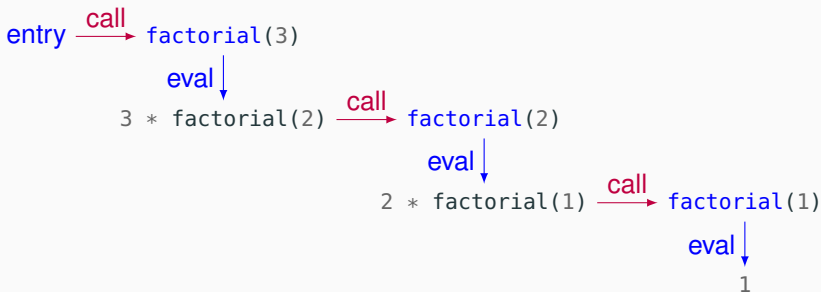 call
entry factorial(3)
eval
call
3 * factorial(2) factorial(2)
eval
call
2 * factorial(1) factorial(1)
eval
1